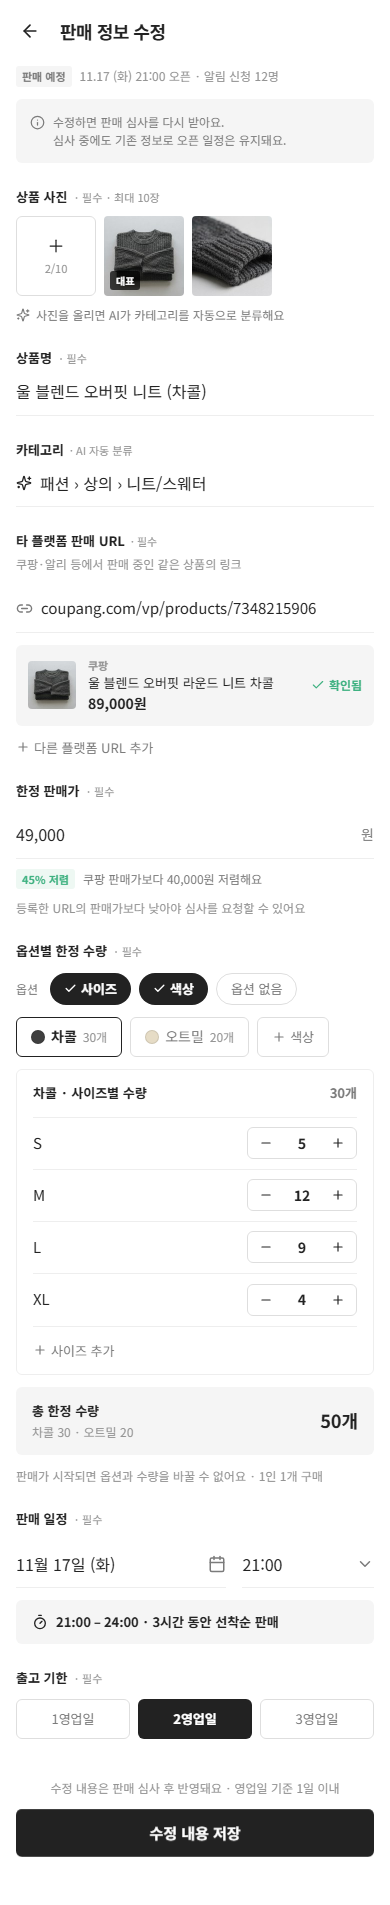 판매 정보 수정
판매 예정 11.17 (화) 21:00 오픈 · 알림 신청 12명
수정하면 판매 심사를 다시 받아요.
심사 중에도 기존 정보로 오픈 일정은 유지돼요.
상품 사진 · 필수 · 최대 10장
2/10
대표
사진을 올리면 AI가 카테고리를 자동으로 분류해요
상품명 · 필수
울 블렌드 오버핏 니트 (차콜)
카테고리 · AI 자동 분류
패션 › 상의 › 니트/스웨터
타 플랫폼 판매 URL · 필수
쿠팡·알리 등에서 판매 중인 같은 상품의 링크
coupang.com/vp/products/7348215906
쿠팡
울 블렌드 오버핏 라운드 니트 차콜
89,000원
확인됨
+ 다른 플랫폼 URL 추가
한정 판매가 · 필수
49,000 원
45% 저렴 쿠팡 판매가보다 40,000원 저렴해요
등록한 URL의 판매가보다 낮아야 심사를 요청할 수 있어요
옵션별 한정 수량 · 필수
옵션 사이즈 색상 옵션 없음
차콜 30개 오트밀 20개 + 색상
차콜 · 사이즈별 수량 30개
S − 5 +
M − 12 +
L − 9 +
XL − 4 +
+ 사이즈 추가
총 한정 수량
차콜 30 · 오트밀 20
50개
판매가 시작되면 옵션과 수량을 바꿀 수 없어요 · 1인 1개 구매
판매 일정 · 필수
11월 17일 (화) 21:00
21:00 – 24:00 · 3시간 동안 선착순 판매
출고 기한 · 필수
1영업일 2영업일 3영업일
수정 내용은 판매 심사 후 반영돼요 · 영업일 기준 1일 이내
수정 내용 저장